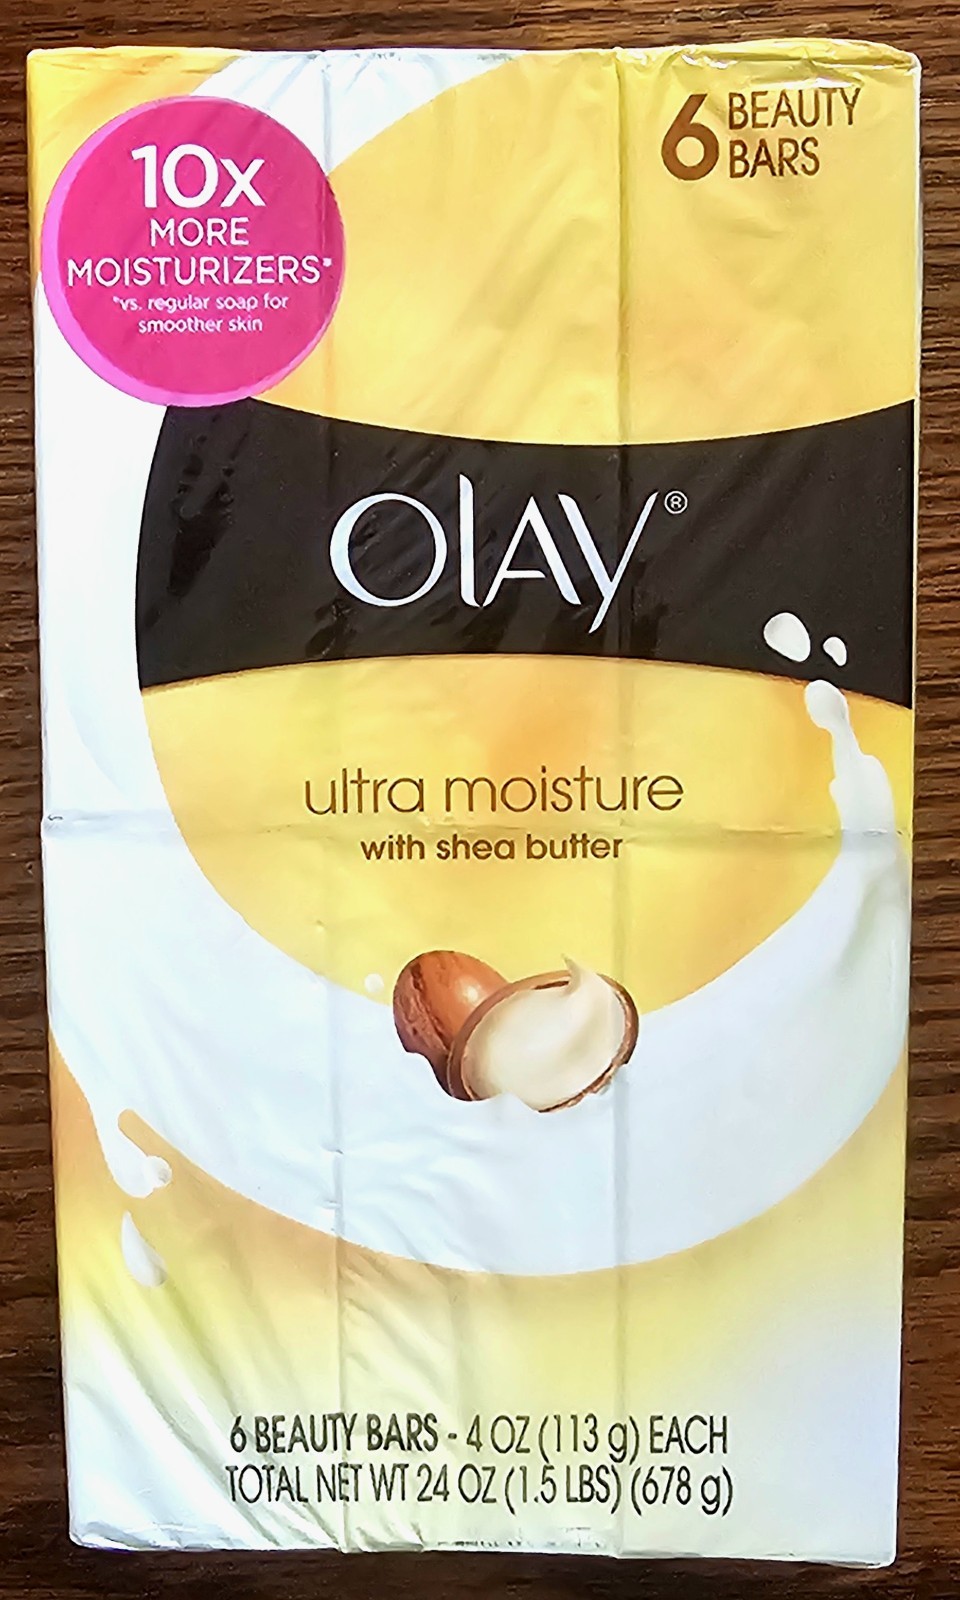 10x
MORE
MOISTURIZERS*
*vs. regular soap for
smoother skin
6 BEAUTY
BARS
OLAY®
ultra moisture
with shea butter
6 BEAUTY BARS - 4 OZ (113 g) EACH
TOTAL NET WT 24 OZ (1.5 LBS) (678 g)